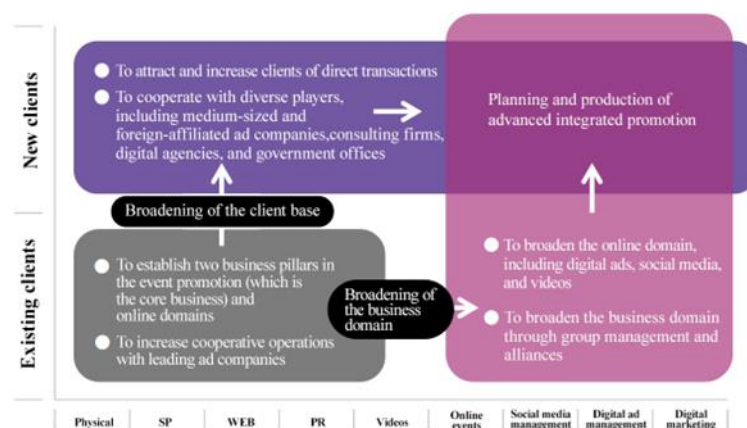 New clients
To attract and increase clients of direct transactions
To cooperate with diverse players,
including medium-sized and
foreign-affiliated ad companies,consulting firms,
digital agencies, and government offices
Planning and production of
advanced integrated promotion
Broadening of the client base
Existing clients
To establish two business pillars in
the event promotion (which is
the core business) and
online domains
To increase cooperative operations
with leading ad companies
Broadening of
the business
domain
To broaden the online domain,
including digital ads, social media,
and videos
To broaden the business domain
through group management and
alliances
Physical
SP
WEB
PR
Videos
Online
events
Social media
management
Digital ad
management
Digital
marketing